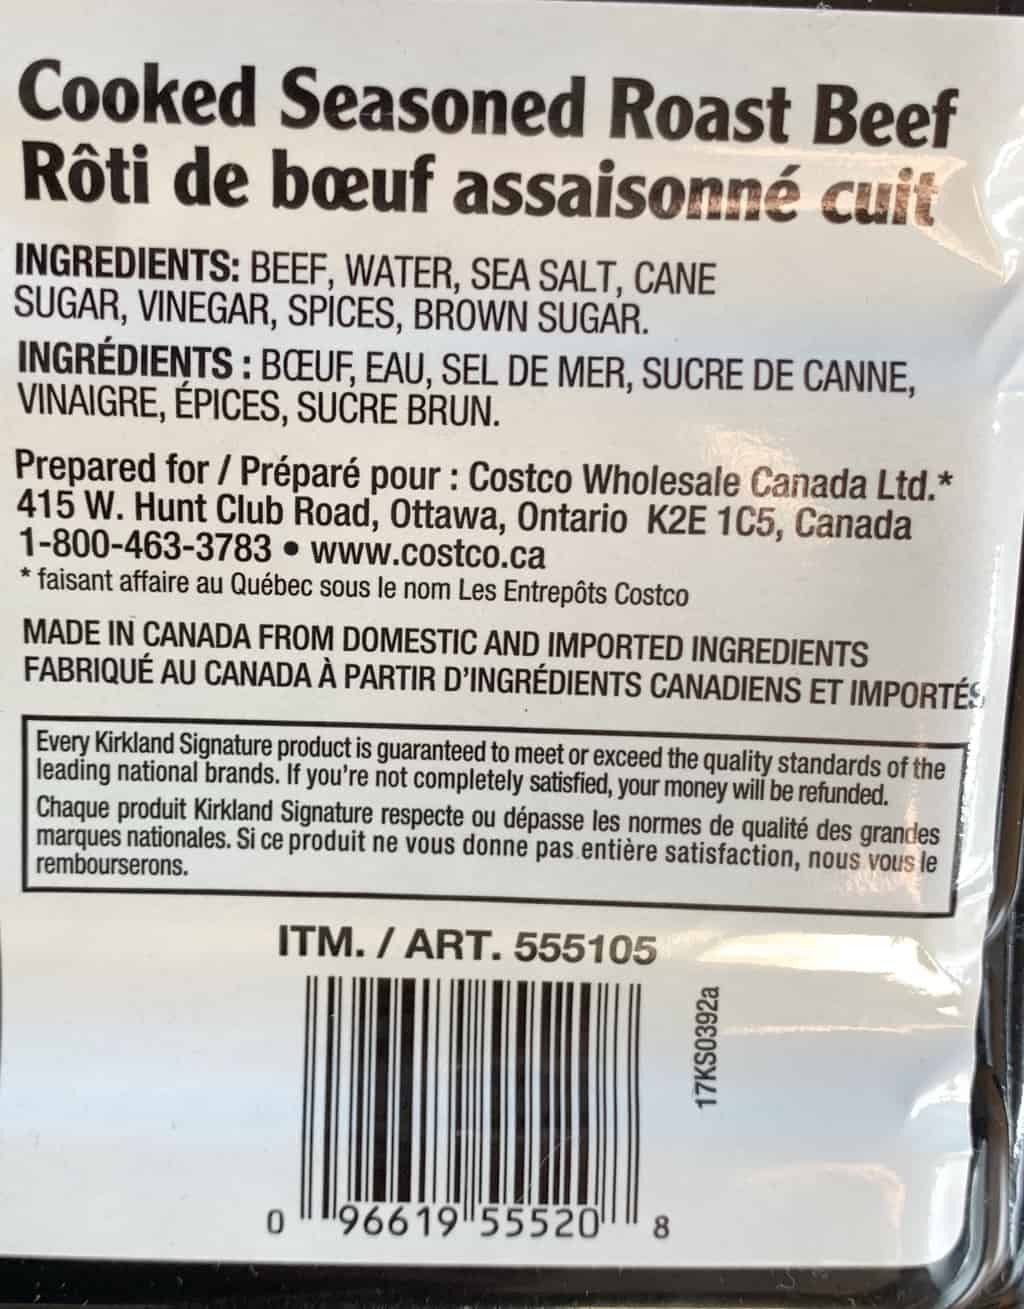 Cooked Seasoned Roast Beef
Rôti de bœuf assaisonné cuit
INGREDIENTS: BEEF, WATER, SEA SALT, CANE
SUGAR, VINEGAR, SPICES, BROWN SUGAR.
INGRÉDIENTS : BŒUF, EAU, SEL DE MER, SUCRE DE CANNE,
VINAIGRE, ÉPICES, SUCRE BRUN.
Prepared for / Préparé pour : Costco Wholesale Canada Ltd.*
415 W. Hunt Club Road, Ottawa, Ontario K2E 1C5, Canada
1-800-463-3783 • www.costco.ca
* faisant affaire au Québec sous le nom Les Entrepôts Costco
MADE IN CANADA FROM DOMESTIC AND IMPORTED INGREDIENTS
FABRIQUÉ AU CANADA À PARTIR D'INGRÉDIENTS CANADIENS ET IMPORTÉS
Every Kirkland Signature product is guaranteed to meet or exceed the quality standards of the
leading national brands. If you're not completely satisfied, your money will be refunded.
Chaque produit Kirkland Signature respecte ou dépasse les normes de qualité des grandes
marques nationales. Si ce produit ne vous donne pas entière satisfaction, nous vous le
rembourserons.
ITM. / ART. 555105
17KS0392a
0 96619 55520 8